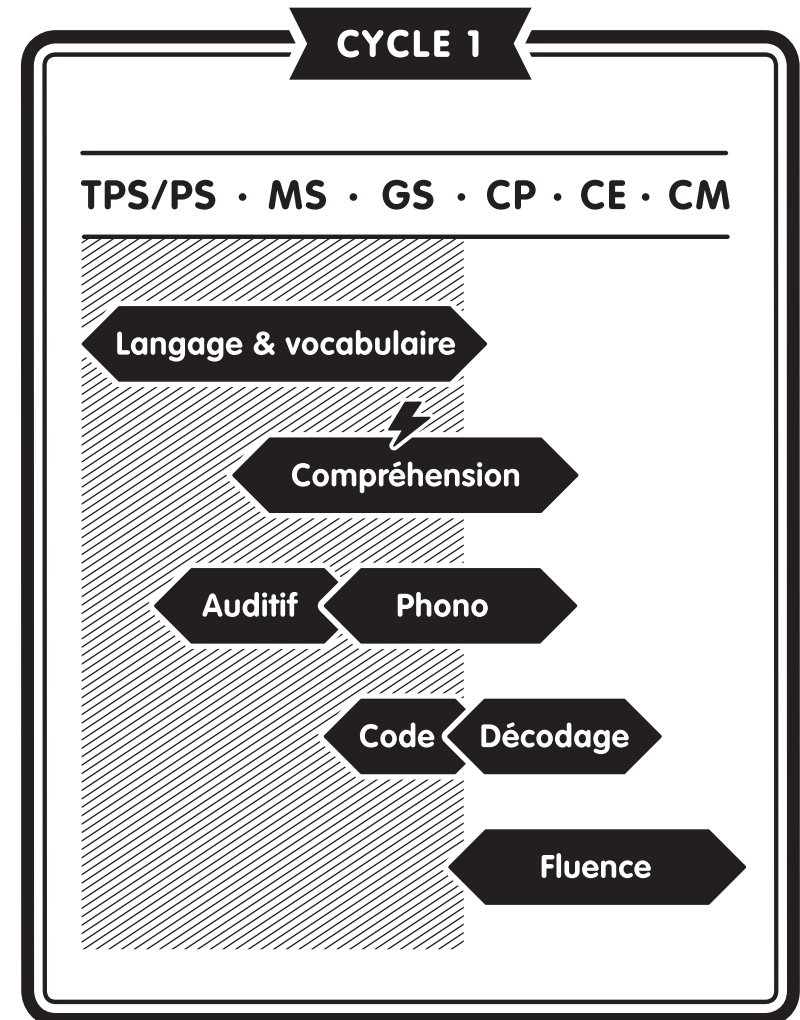 CYCLE 1
TPS/PS · MS · GS · CP · CE · CM
Langage & vocabulaire
Compréhension
Auditif Phono
Code Décodage
Fluence